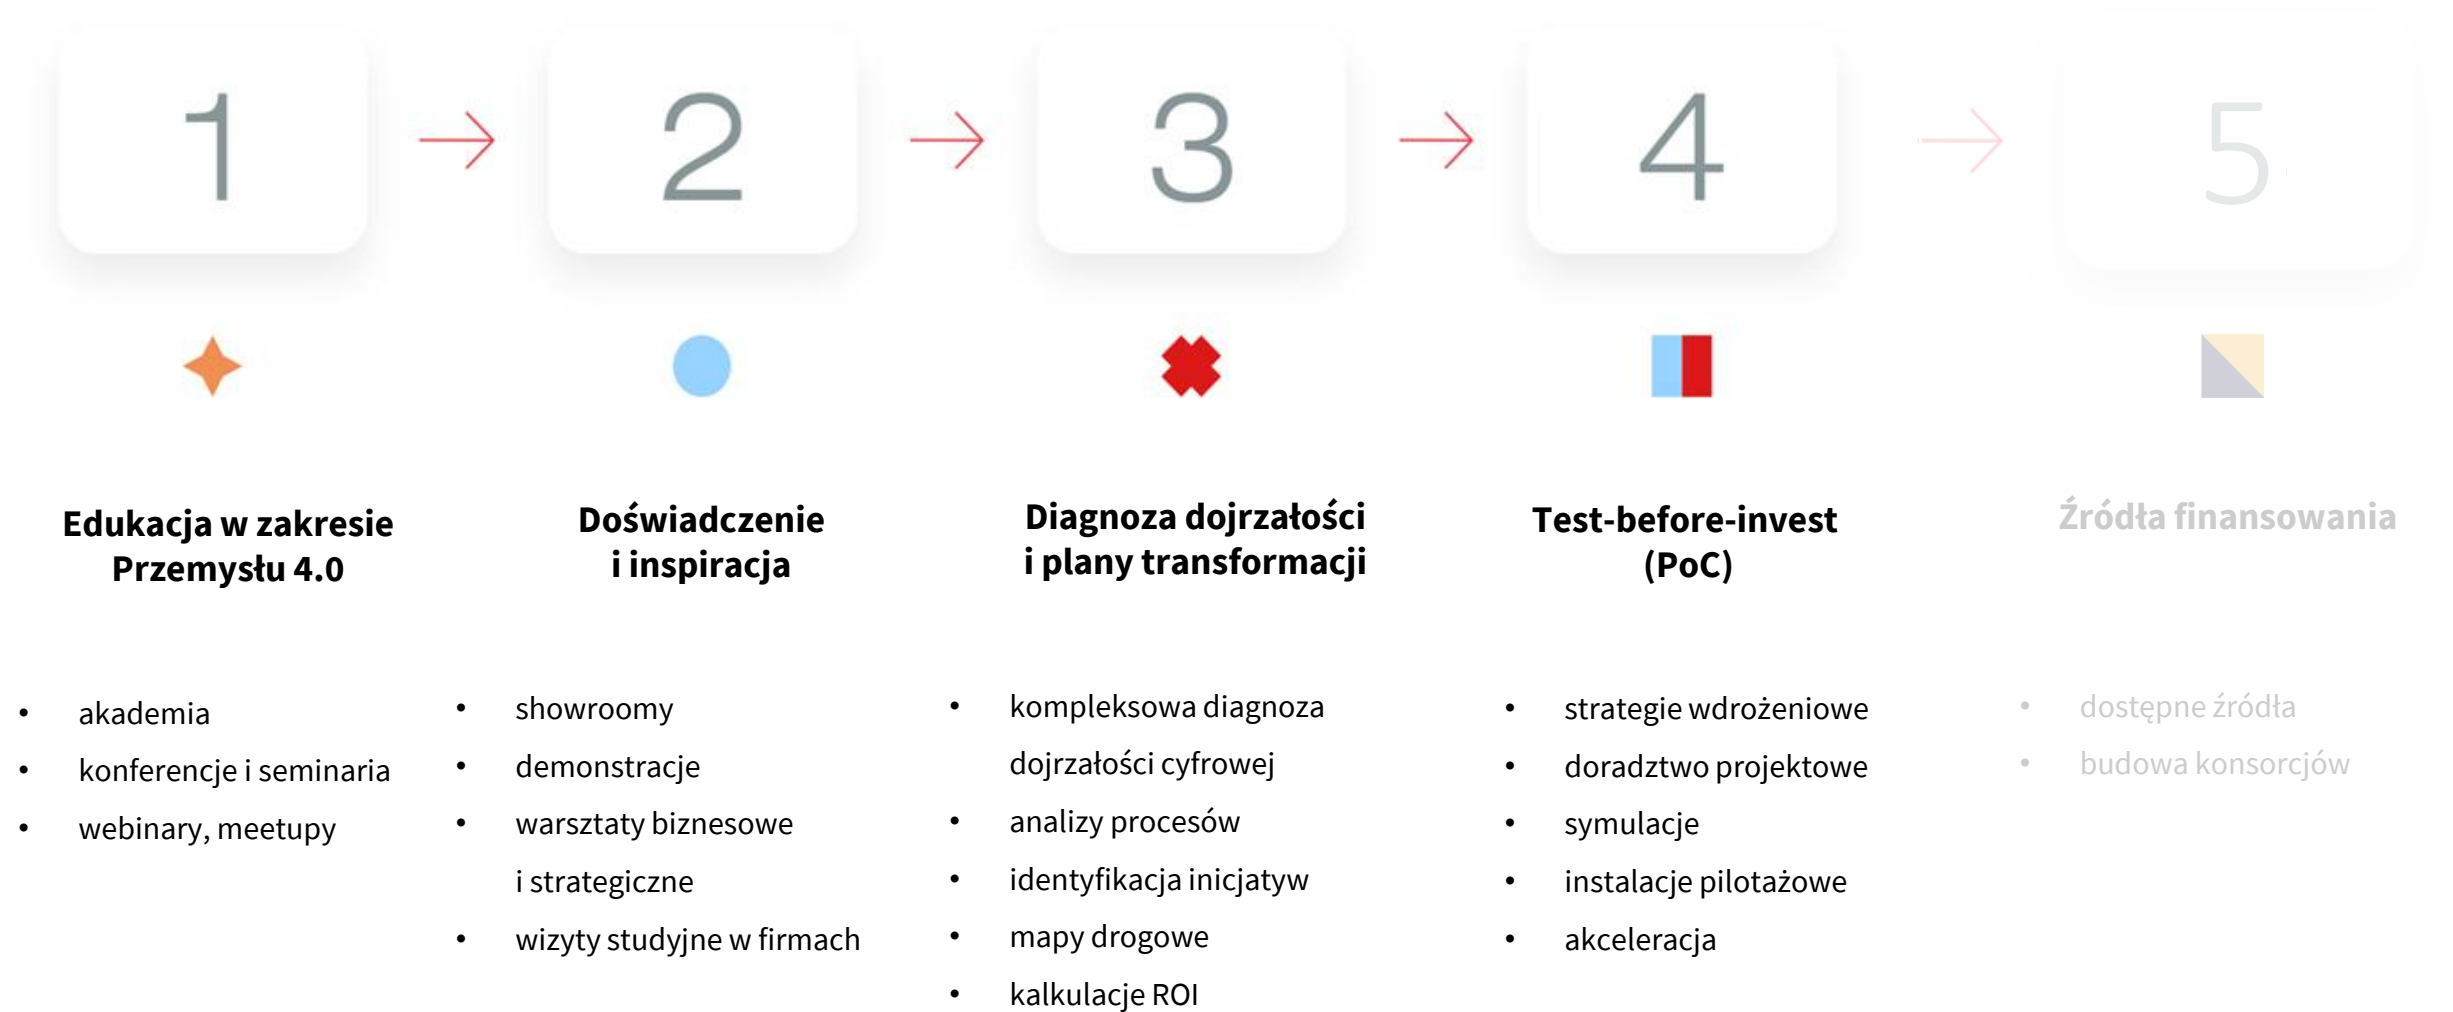 1
2
3
4
5
Edukacja w zakresie
Przemysłu 4.0
• akademia
• konferencje i seminaria
• webinary, meetupy
Doświadczenie
i inspiracja
• showroomy
• demonstracje
• warsztaty biznesowe
i strategiczne
• wizyty studyjne w firmach
Diagnoza dojrzałości
i plany transformacji
• kompleksowa diagnoza
dojrzałości cyfrowej
• analizy procesów
• identyfikacja inicjatyw
• mapy drogowe
• kalkulacje ROI
Test-before-invest
(PoC)
• strategie wdrożeniowe
• doradztwo projektowe
• symulacje
• instalacje pilotażowe
• akceleracja
Źródła finansowania
• dostępne źródła
• budowa konsorcjów